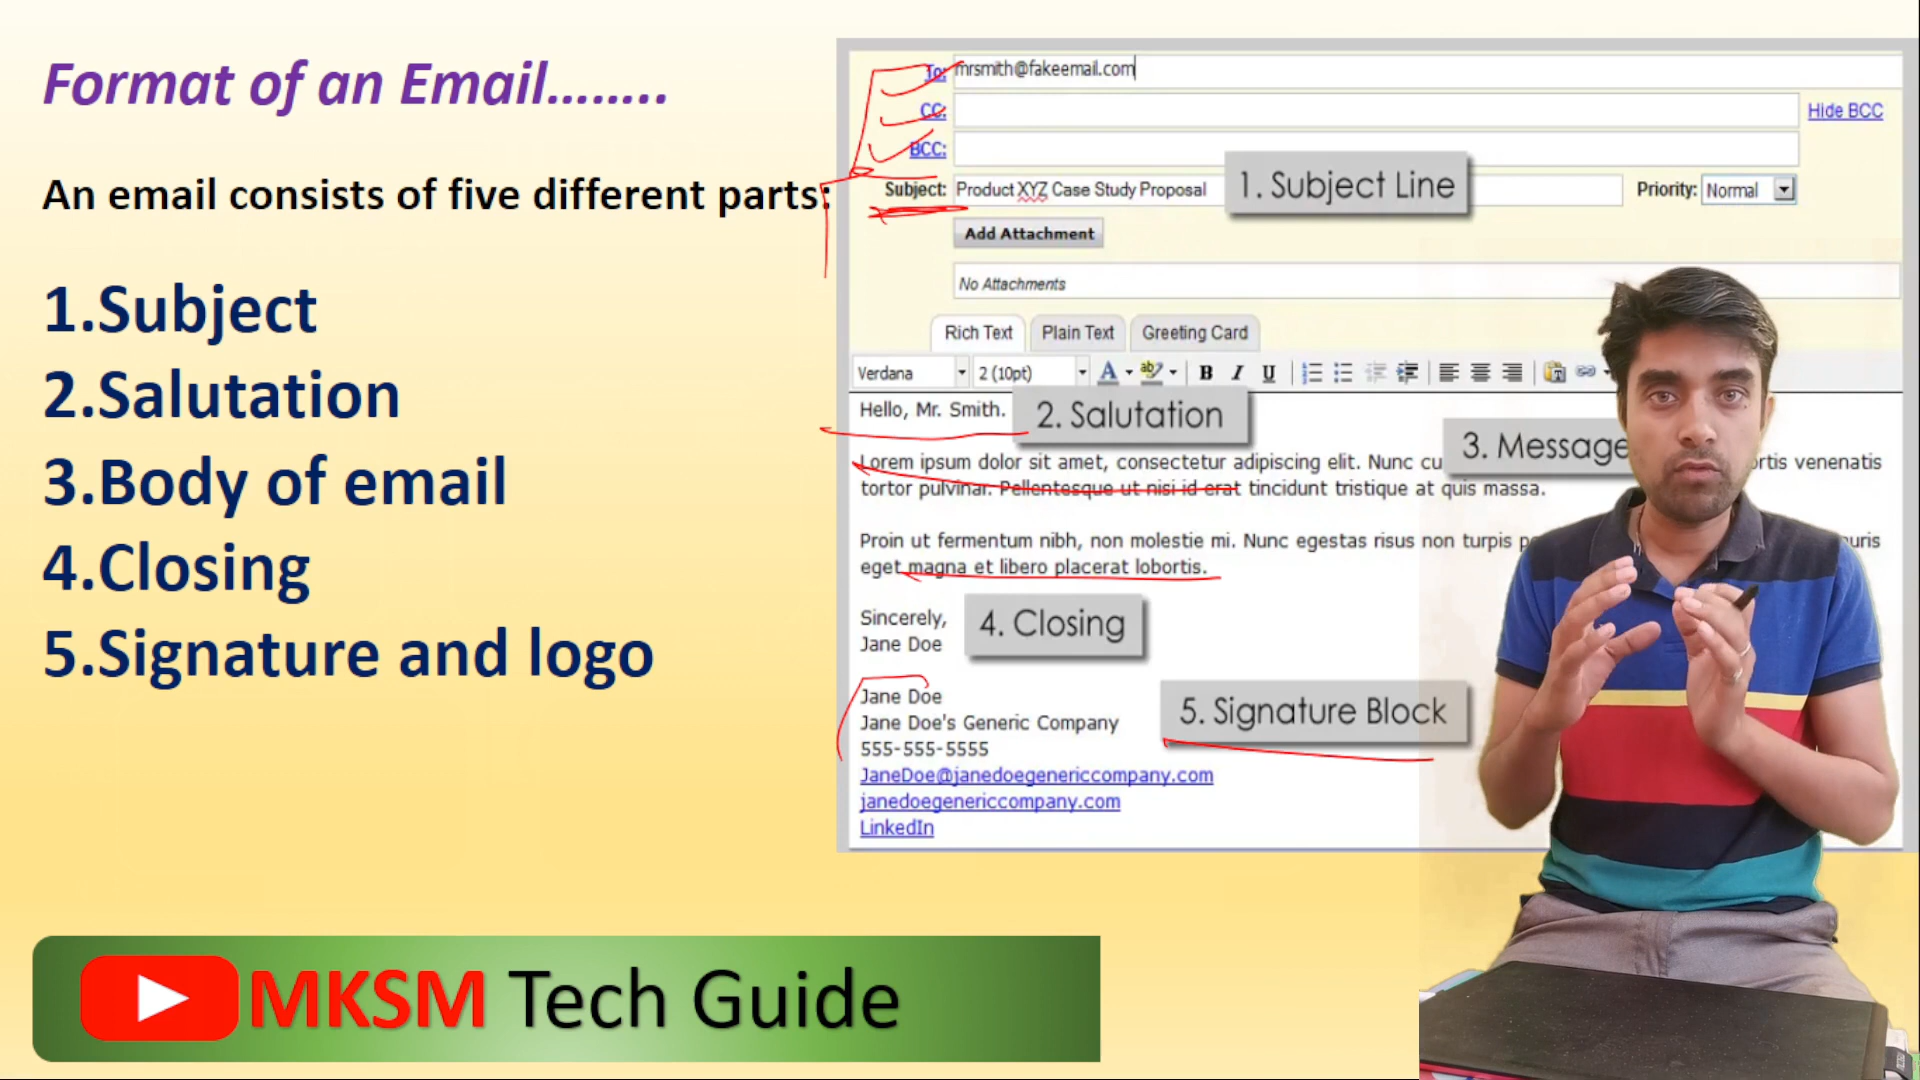 Format of an Email……..
An email consists of five different parts:
1.Subject
2.Salutation
3.Body of email
4.Closing
5.Signature and logo
MKSM Tech Guide
To: mrsmith@fakeemail.com
CC: Hide BCC
BCC:
Subject: Product XYZ Case Study Proposal 1. Subject Line Priority: Normal
Add Attachment
No Attachments
Rich Text Plain Text Greeting Card
Verdana 2 (10pt) A ab B I U
Hello, Mr. Smith. 2. Salutation
3. Message
Lorem ipsum dolor sit amet, consectetur adipiscing elit. Nunc venenatis
tortor pulvinar. Pellentesque ut nisi id erat tincidunt tristique at quis massa.
Proin ut fermentum nibh, non molestie mi. Nunc egestas risus non turpis
eget magna et libero placerat lobortis.
Sincerely, 4. Closing
Jane Doe
Jane Doe
Jane Doe's Generic Company 5. Signature Block
555-555-5555
JaneDoe@janedoegenericcompany.com
janedoegenericcompany.com
LinkedIn